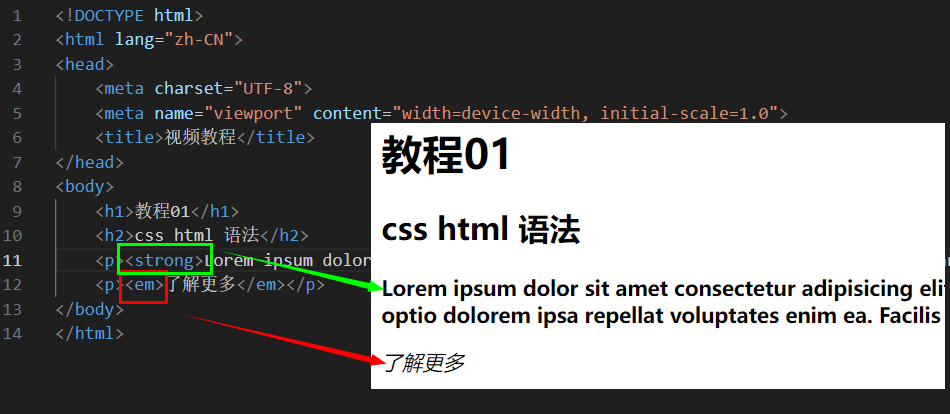 1 <!DOCTYPE html>
2 <html lang="zh-CN">
3 <head>
4 <meta charset="UTF-8">
5 <meta name="viewport" content="width=device-width, initial-scale=1.0">
6 <title>视频教程</title>
7 </head>
8 <body>
9 <h1>教程01</h1>
10 <h2>css html 语法</h2>
11 <p><strong>Lorem ipsum dolor
12 <p><em>了解更多</em></p>
13 </body>
14 </html>
教程01
css html 语法
Lorem ipsum dolor sit amet consectetur adipisicing elit
optio dolorem ipsa repellat voluptates enim ea. Facilis
了解更多